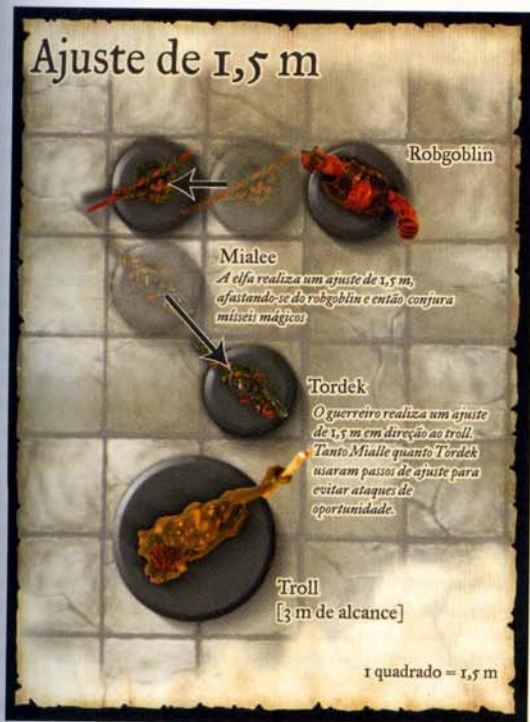 Ajuste de 1,5 m
Robgoblin
Mialee
A elfa realiza um ajuste de 1,5 m,
afastando-se do robgoblin e então conjura
mísseis mágicos
Tordek
O guerreiro realiza um ajuste
de 1,5 m em direção ao troll.
Tanto Mialle quanto Tordek
usaram passos de ajuste para
evitar ataques de
oportunidade.
Troll
[3 m de alcance]
1 quadrado = 1,5 m